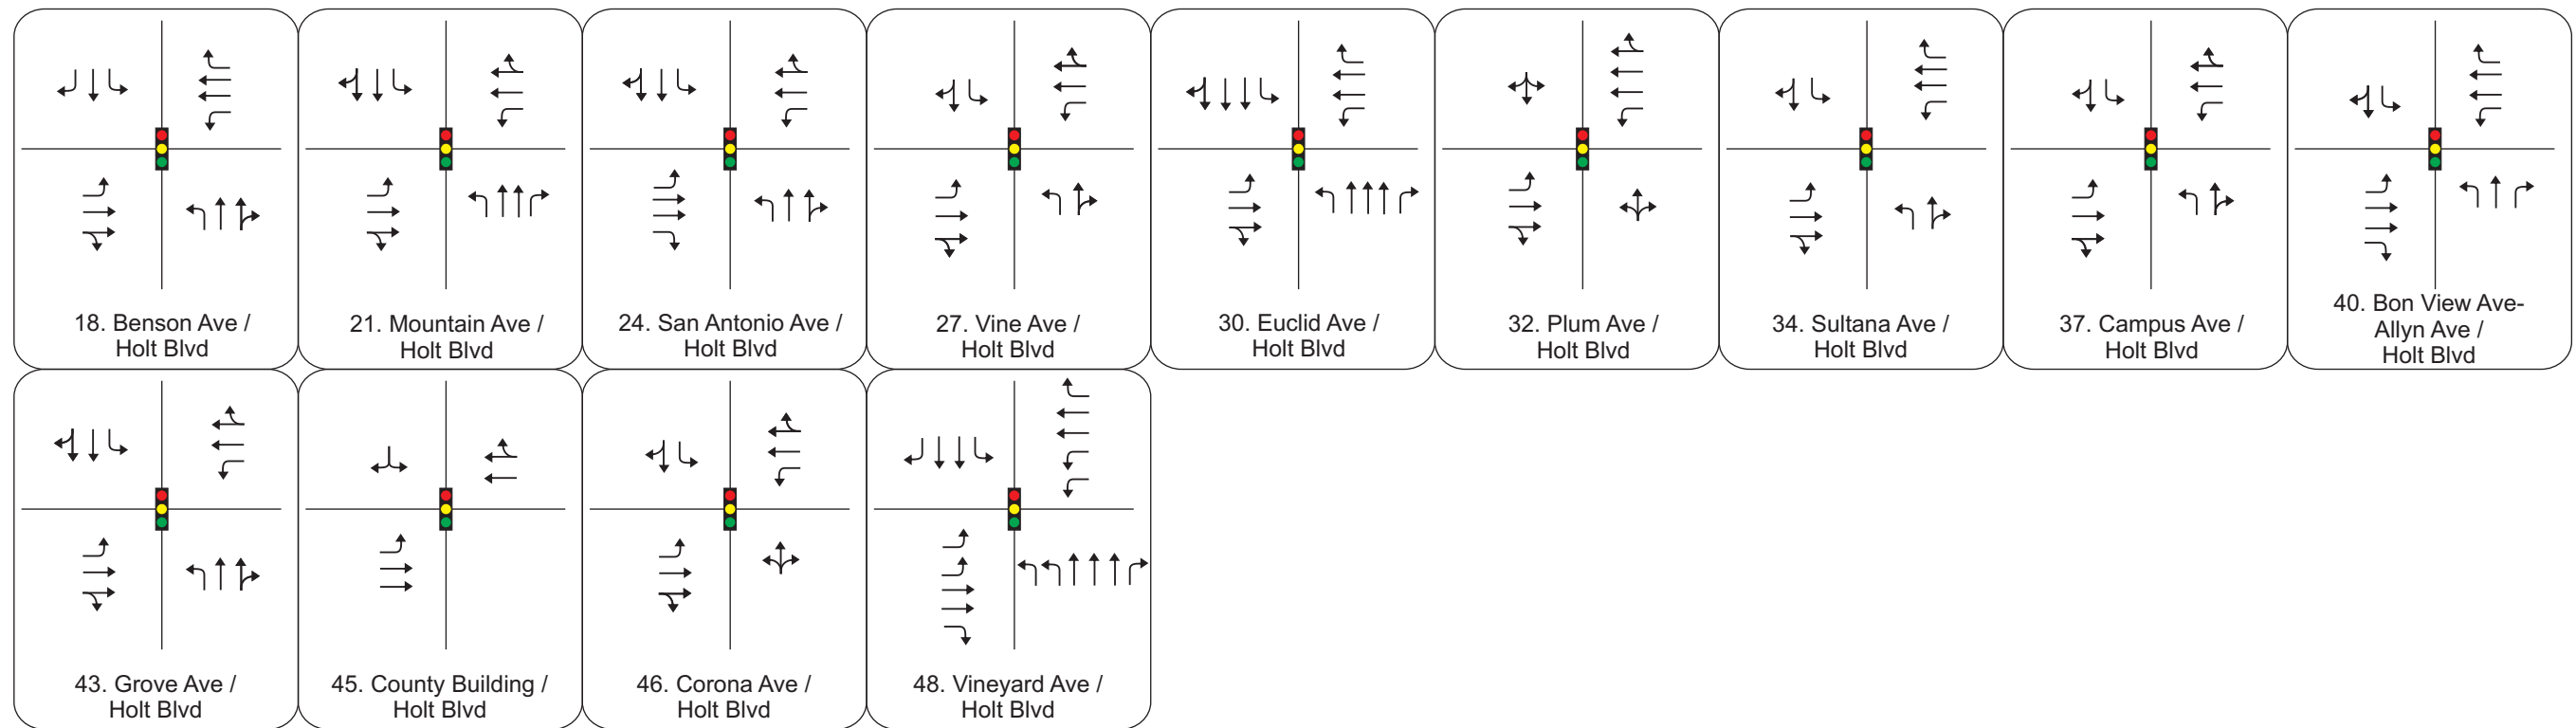 18. Benson Ave /
Holt Blvd
21. Mountain Ave /
Holt Blvd
24. San Antonio Ave /
Holt Blvd
27. Vine Ave /
Holt Blvd
30. Euclid Ave /
Holt Blvd
32. Plum Ave /
Holt Blvd
34. Sultana Ave /
Holt Blvd
37. Campus Ave /
Holt Blvd
40. Bon View Ave-
Allyn Ave /
Holt Blvd
43. Grove Ave /
Holt Blvd
45. County Building /
Holt Blvd
46. Corona Ave /
Holt Blvd
48. Vineyard Ave /
Holt Blvd